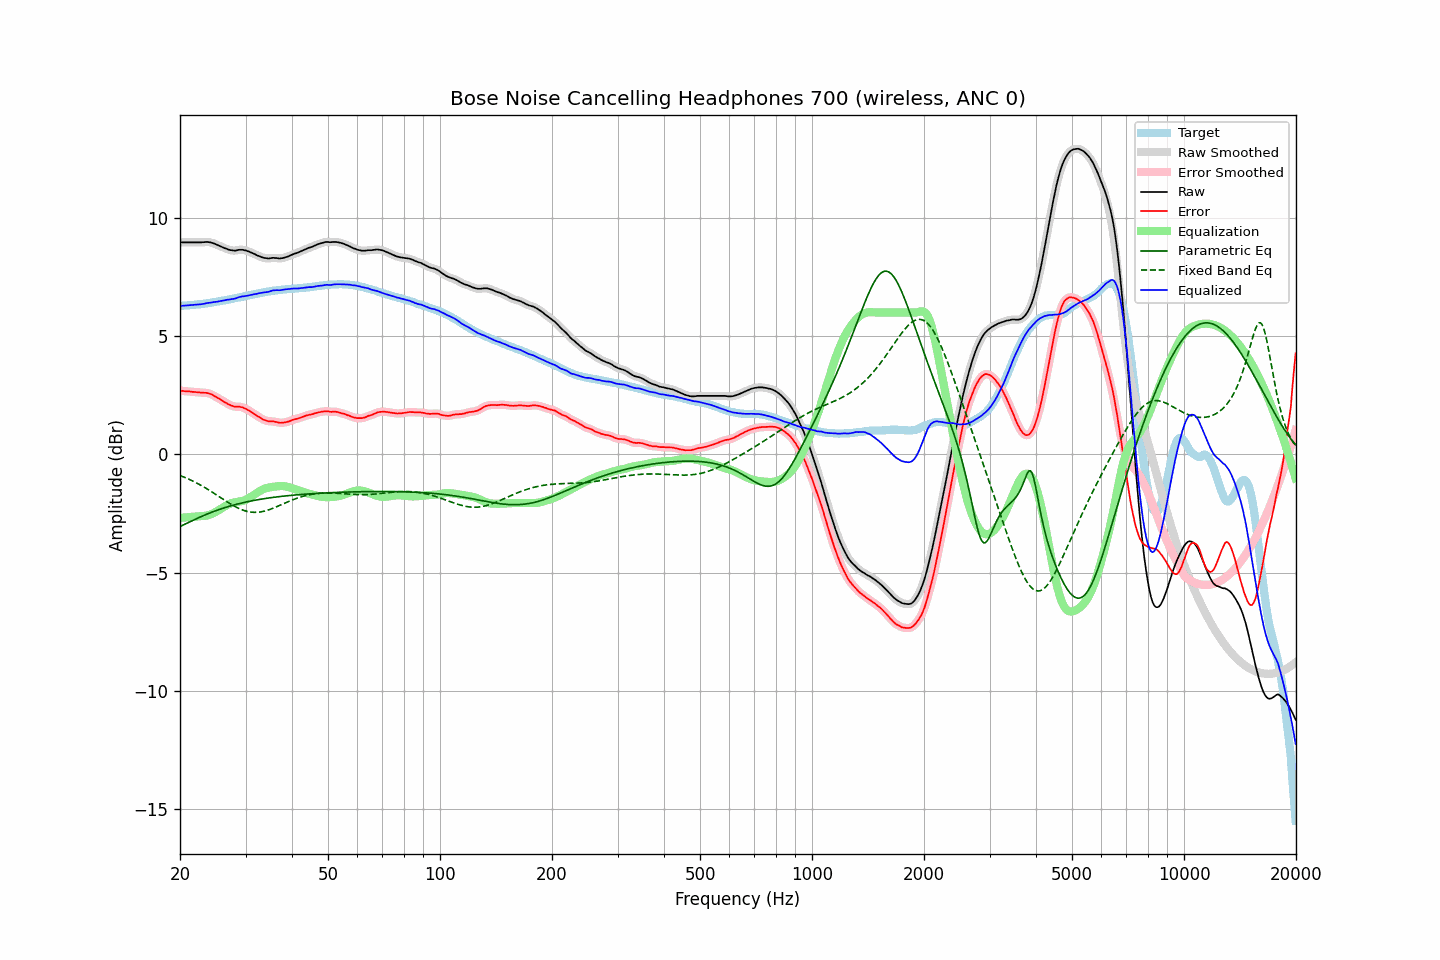 Bose Noise Cancelling Headphones 700 (wireless, ANC 0)
Target
Raw Smoothed
Error Smoothed
Raw
Error
Equalization
Parametric Eq
Fixed Band Eq
Equalized
Amplitude (dBr)
10
5
0
−5
−10
−15
20 50 100 200 500 1000 2000 5000 10000 20000
Frequency (Hz)